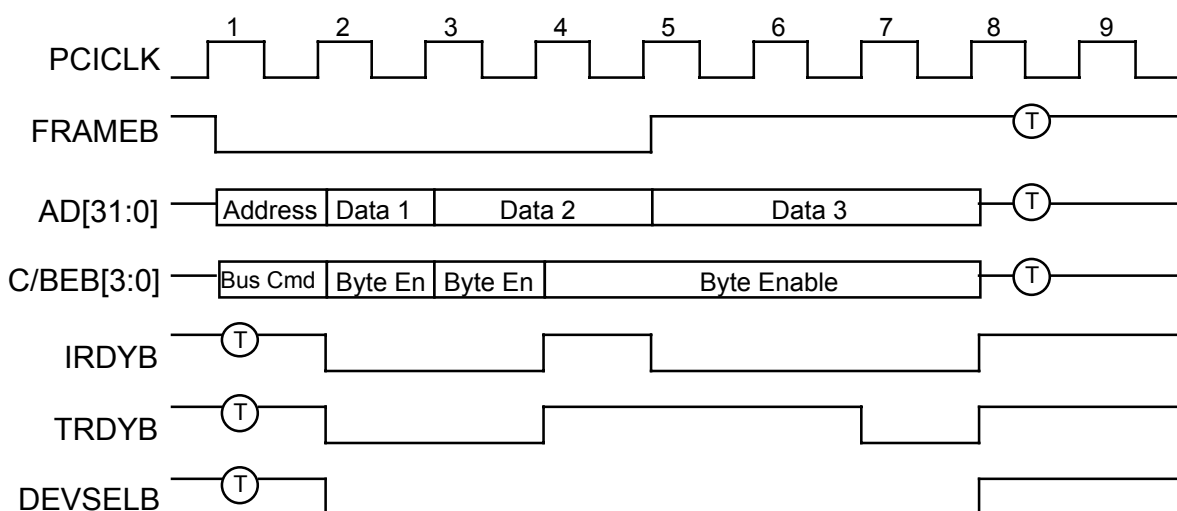 1 2 3 4 5 6 7 8 9
PCICLK
FRAMEB T
AD[31:0] Address Data 1 Data 2 Data 3 T
C/BEB[3:0] Bus Cmd Byte En Byte En Byte Enable T
IRDYB T
TRDYB T
DEVSELB T